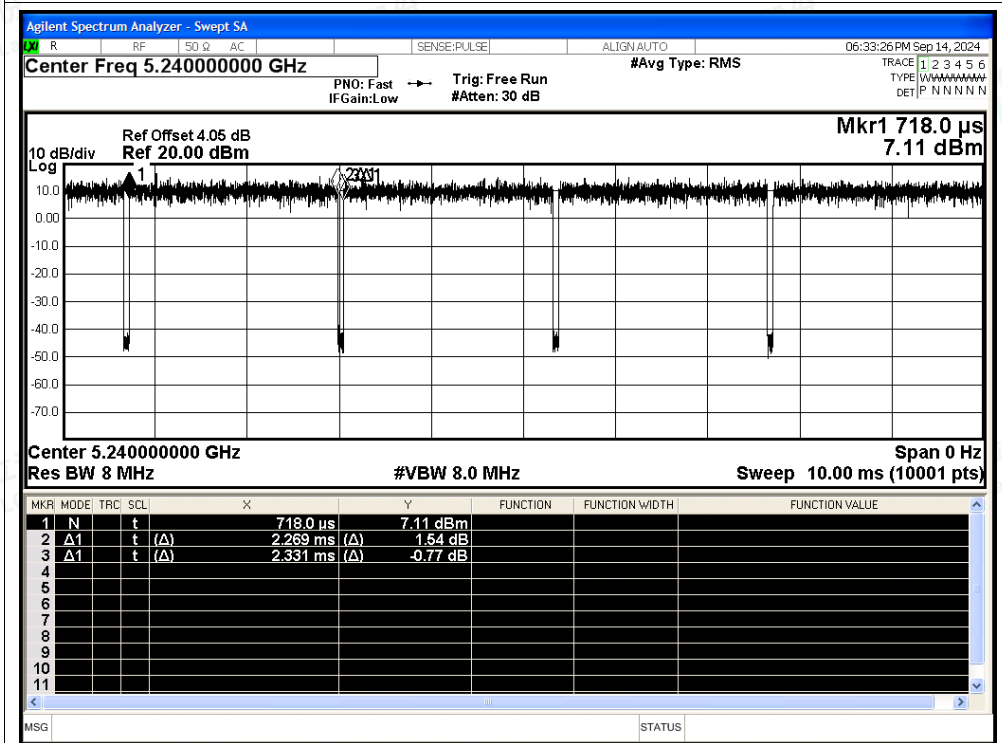 Agilent Spectrum Analyzer - Swept SA
LXI R RF 50 Ω AC SENSE:PULSE ALIGN AUTO 06:33:26 PM Sep 14, 2024
Center Freq 5.240000000 GHz #Avg Type: RMS TRACE 1 2 3 4 5 6
PNO: Fast Trig: Free Run TYPE W
IFGain:Low #Atten: 30 dB DET P N N N N N
Mkr1 718.0 µs
Ref Offset 4.05 dB
10 dB/div Ref 20.00 dBm 7.11 dBm
Log
1
10.0
0.00
-10.0
-20.0
-30.0
-40.0
-50.0
-60.0
-70.0
Center 5.240000000 GHz Span 0 Hz
Res BW 8 MHz #VBW 8.0 MHz Sweep 10.00 ms (10001 pts)
MKR MODE TRC SCL X Y FUNCTION FUNCTION WIDTH FUNCTION VALUE
1 N t 718.0 µs 7.11 dBm
2 Δ1 t (Δ) 2.269 ms (Δ) 1.54 dB
3 Δ1 t (Δ) 2.331 ms (Δ) -0.77 dB
4
5
6
7
8
9
10
11
MSG STATUS